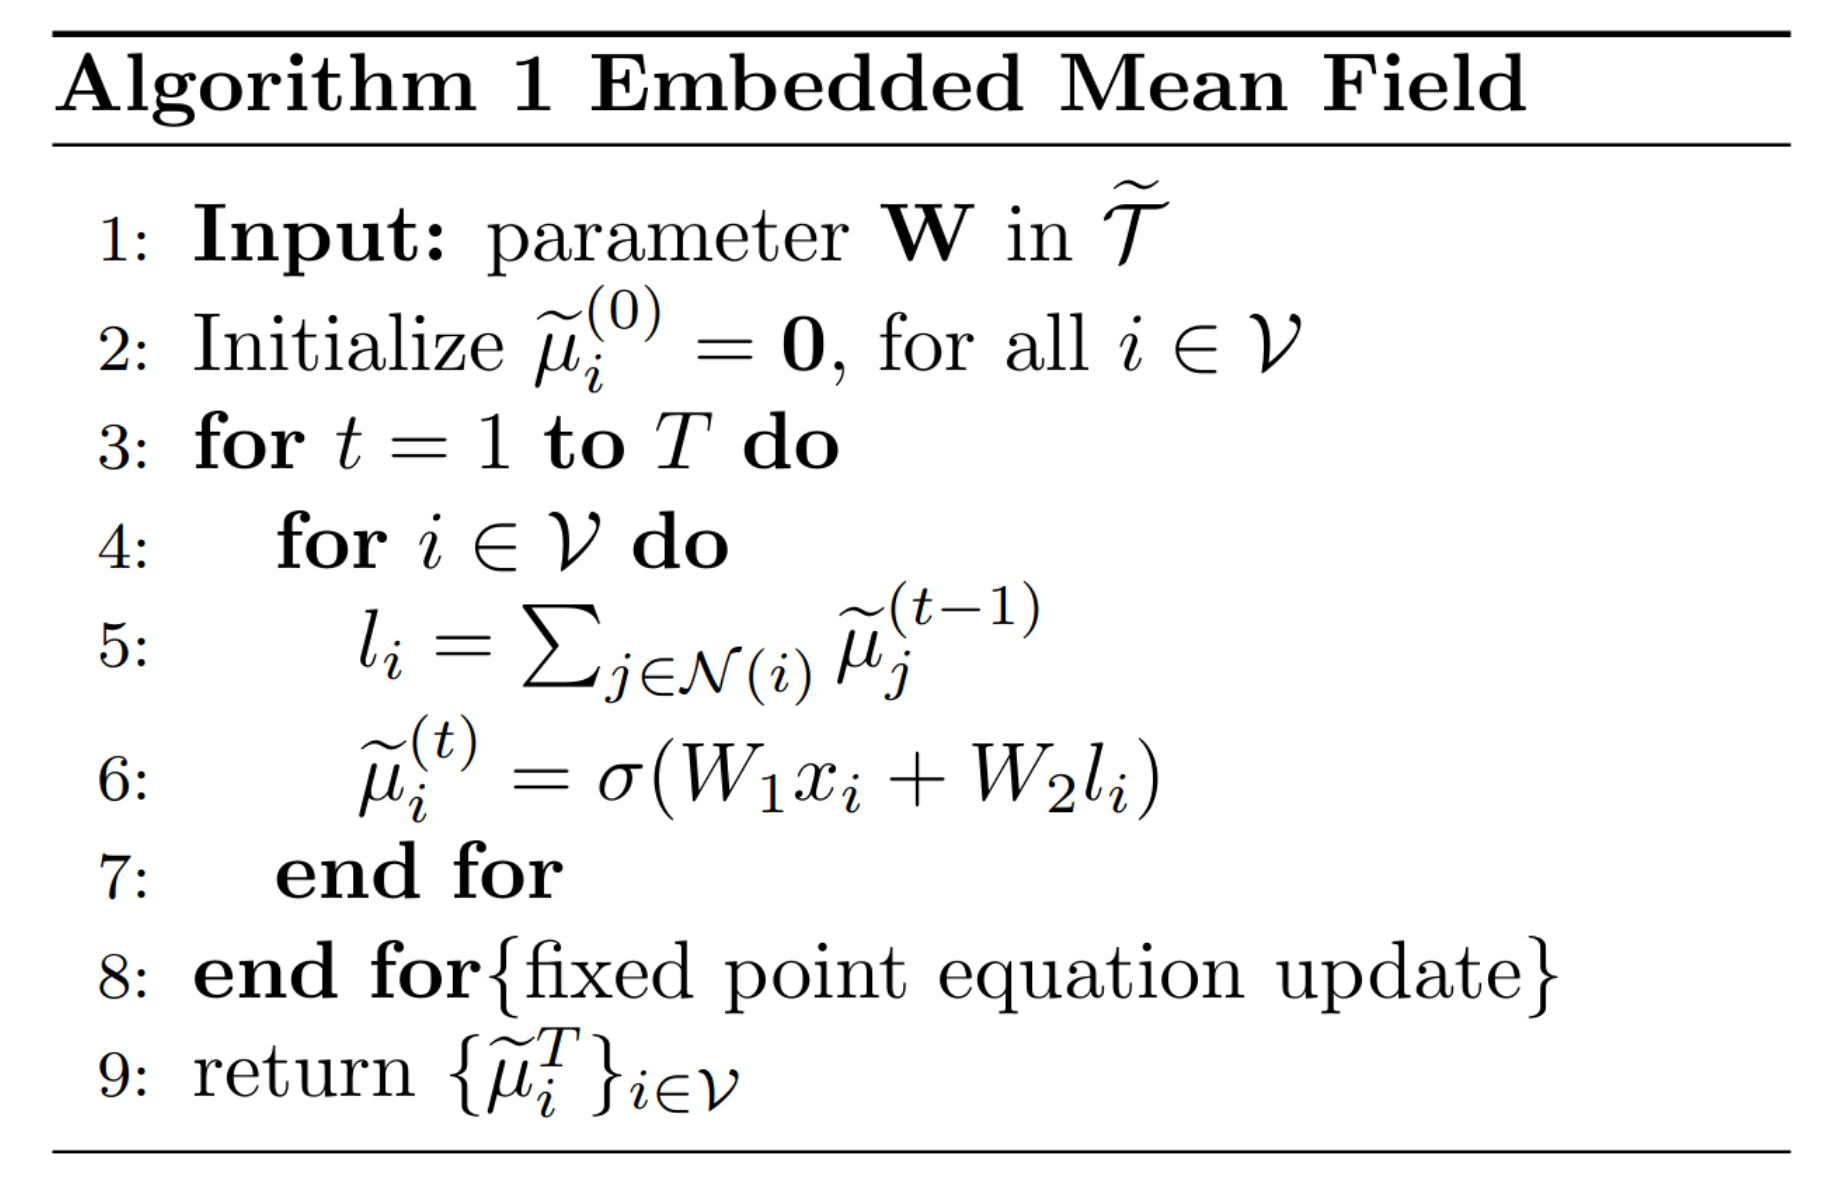 Algorithm 1 Embedded Mean Field
1: Input: parameter $\mathbf{W}$ in $\widetilde{\mathcal{T}}$
2: Initialize $\widetilde{\mu}_i^{(0)} = \mathbf{0}$, for all $i \in \mathcal{V}$
3: for $t = 1$ to $T$ do
4: for $i \in \mathcal{V}$ do
5: $l_i = \sum_{j \in \mathcal{N}(i)} \widetilde{\mu}_j^{(t-1)}$
6: $\widetilde{\mu}_i^{(t)} = \sigma(W_1 x_i + W_2 l_i)$
7: end for
8: end for{fixed point equation update}
9: return $\{\widetilde{\mu}_i^T\}_{i \in \mathcal{V}}$